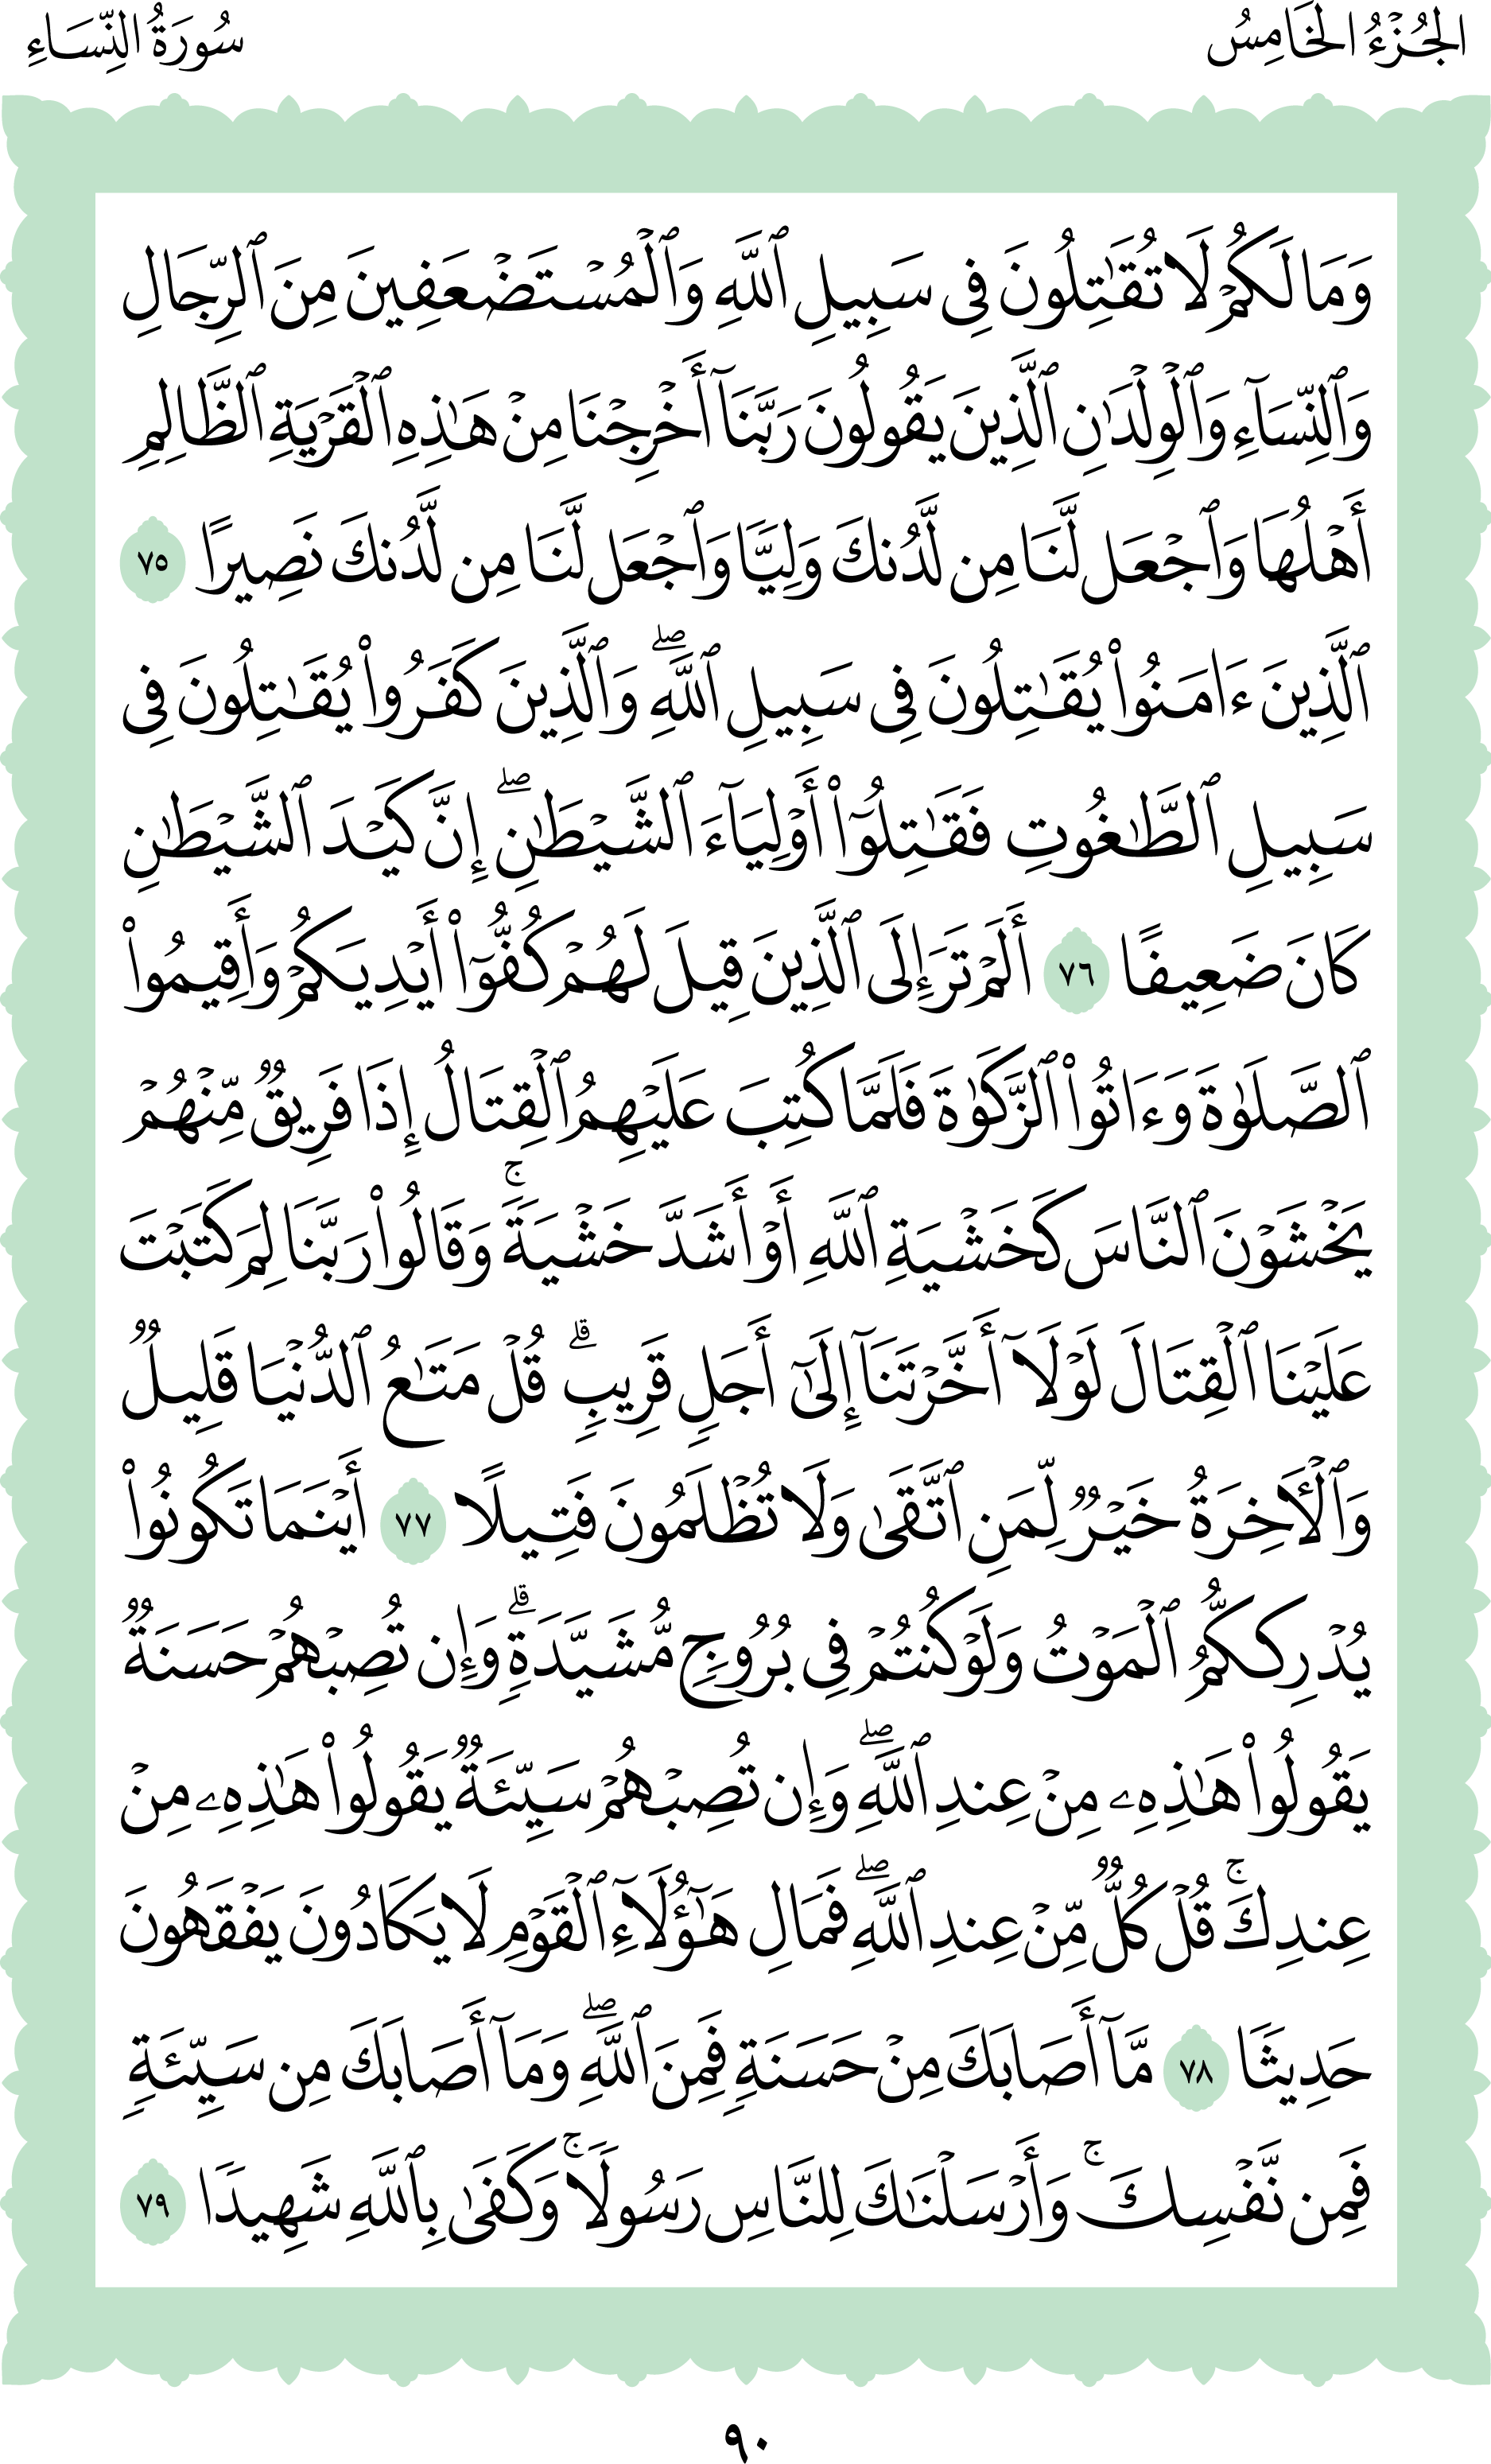 الجُزْءُ الخَامِسُ
سُورَةُ النِّسَاءِ
وَمَا لَكُمۡ لَا تُقَٰتِلُونَ فِي سَبِيلِ ٱللَّهِ وَٱلۡمُسۡتَضۡعَفِينَ مِنَ ٱلرِّجَالِ
وَٱلنِّسَآءِ وَٱلۡوِلۡدَٰنِ ٱلَّذِينَ يَقُولُونَ رَبَّنَآ أَخۡرِجۡنَا مِنۡ هَٰذِهِ ٱلۡقَرۡيَةِ ٱلظَّالِمِ
أَهۡلُهَا وَٱجۡعَل لَّنَا مِن لَّدُنكَ وَلِيّٗا وَٱجۡعَل لَّنَا مِن لَّدُنكَ نَصِيرًا ٧٥
ٱلَّذِينَ ءَامَنُواْ يُقَٰتِلُونَ فِي سَبِيلِ ٱللَّهِۖ وَٱلَّذِينَ كَفَرُواْ يُقَٰتِلُونَ فِي
سَبِيلِ ٱلطَّٰغُوتِ فَقَٰتِلُوٓاْ أَوۡلِيَآءَ ٱلشَّيۡطَٰنِۖ إِنَّ كَيۡدَ ٱلشَّيۡطَٰنِ
كَانَ ضَعِيفًا ٧٦ أَلَمۡ تَرَ إِلَى ٱلَّذِينَ قِيلَ لَهُمۡ كُفُّوٓاْ أَيۡدِيَكُمۡ وَأَقِيمُواْ
ٱلصَّلَوٰةَ وَءَاتُواْ ٱلزَّكَوٰةَ فَلَمَّا كُتِبَ عَلَيۡهِمُ ٱلۡقِتَالُ إِذَا فَرِيقٞ مِّنۡهُمۡ
يَخۡشَوۡنَ ٱلنَّاسَ كَخَشۡيَةِ ٱللَّهِ أَوۡ أَشَدَّ خَشۡيَةٗۚ وَقَالُواْ رَبَّنَا لِمَ كَتَبۡتَ
عَلَيۡنَا ٱلۡقِتَالَ لَوۡلَآ أَخَّرۡتَنَآ إِلَىٰٓ أَجَلٖ قَرِيبٖۗ قُلۡ مَتَٰعُ ٱلدُّنۡيَا قَلِيلٞ
وَٱلۡأٓخِرَةُ خَيۡرٞ لِّمَنِ ٱتَّقَىٰ وَلَا تُظۡلَمُونَ فَتِيلًا ٧٧ أَيۡنَمَا تَكُونُواْ
يُدۡرِككُّمُ ٱلۡمَوۡتُ وَلَوۡ كُنتُمۡ فِي بُرُوجٖ مُّشَيَّدَةٖۗ وَإِن تُصِبۡهُمۡ حَسَنَةٞ
يَقُولُواْ هَٰذِهِۦ مِنۡ عِندِ ٱللَّهِۖ وَإِن تُصِبۡهُمۡ سَيِّئَةٞ يَقُولُواْ هَٰذِهِۦ مِنۡ
عِندِكَۚ قُلۡ كُلّٞ مِّنۡ عِندِ ٱللَّهِۖ فَمَالِ هَٰٓؤُلَآءِ ٱلۡقَوۡمِ لَا يَكَادُونَ يَفۡقَهُونَ
حَدِيثٗا ٧٨ مَّآ أَصَابَكَ مِنۡ حَسَنَةٖ فَمِنَ ٱللَّهِۖ وَمَآ أَصَابَكَ مِن سَيِّئَةٖ
فَمِن نَّفۡسِكَۚ وَأَرۡسَلۡنَٰكَ لِلنَّاسِ رَسُولٗاۚ وَكَفَىٰ بِٱللَّهِ شَهِيدٗا ٧٩
٩٠